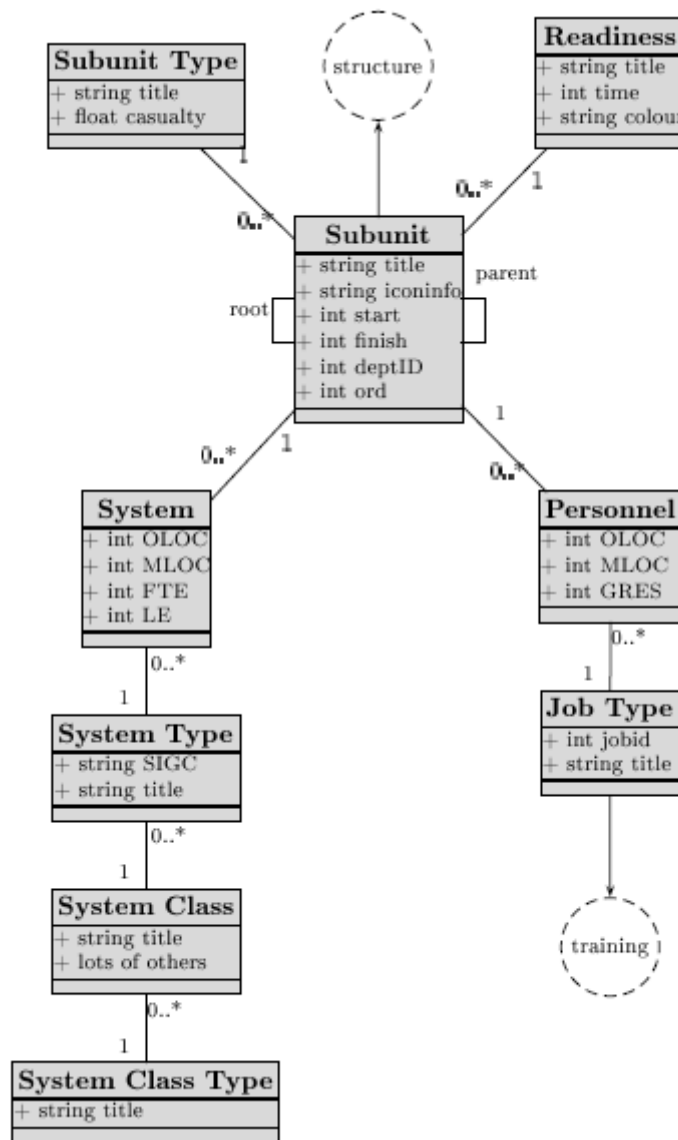 Subunit Type
+ string title
+ float casualty
structure
Readiness
+ string title
+ int time
+ string colour
1
0..*
0..*
1
Subunit
+ string title
+ string iconinfo
+ int start
+ int finish
+ int deptID
+ int ord
root
parent
1
0..*
1
0..*
System
+ int OLOC
+ int MLOC
+ int FTE
+ int LE
Personnel
+ int OLOC
+ int MLOC
+ int GRES
0..*
1
0..*
1
System Type
+ string SIGC
+ string title
Job Type
+ int jobid
+ string title
0..*
1
System Class
+ string title
+ lots of others
training
0..*
1
System Class Type
+ string title